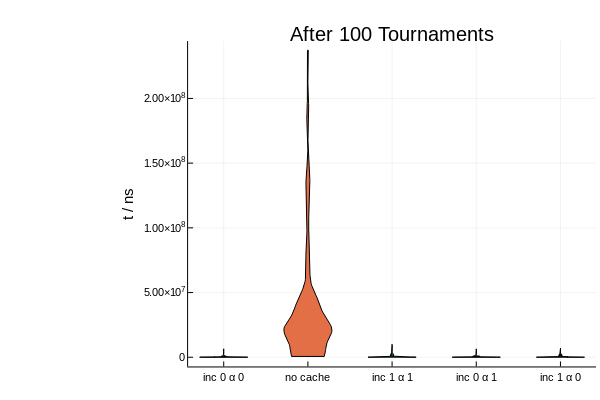 After 100 Tournaments
t / ns
2.00×10⁸
1.50×10⁸
1.00×10⁸
5.00×10⁷
0
inc 0 α 0 no cache inc 1 α 1 inc 0 α 1 inc 1 α 0